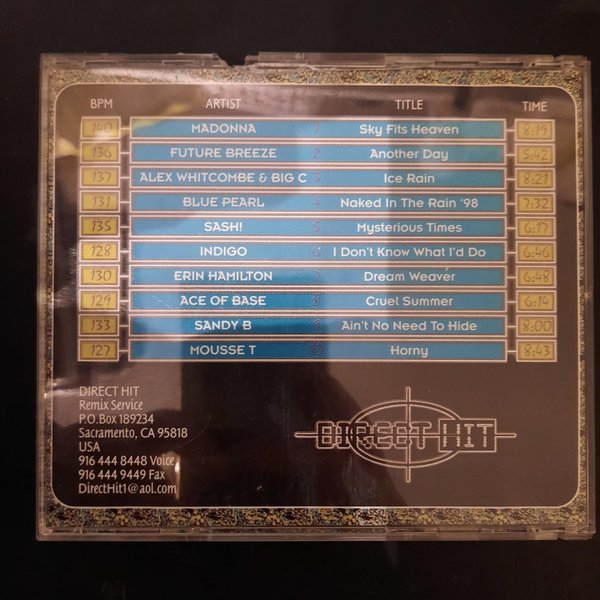 BPM ARTIST TITLE TIME
140 MADONNA 1 Sky Fits Heaven 8:19
136 FUTURE BREEZE 2 Another Day 5:42
137 ALEX WHITCOMBE & BIG C 3 Ice Rain 8:21
131 BLUE PEARL 4 Naked In The Rain '98 7:32
135 SASH! 5 Mysterious Times 6:17
128 INDIGO 6 I Don't Know What I'd Do 6:46
130 ERIN HAMILTON 7 Dream Weaver 6:48
129 ACE OF BASE 8 Cruel Summer 6:14
133 SANDY B 9 Ain't No Need To Hide 8:00
127 MOUSSE T 10 Horny 8:43
DIRECT HIT
Remix Service
P.O.Box 189234
Sacramento, CA 95818
USA
916 444 8448 Voice
916 444 9449 Fax
DirectHit1@aol.com
DIRECT HIT